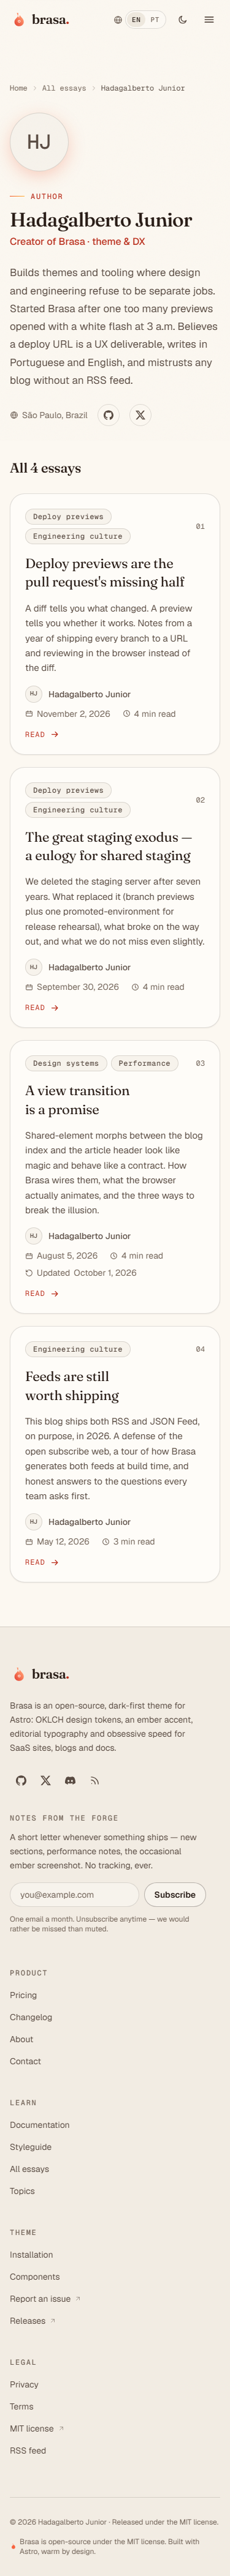 brasa.
EN PT
Home > All essays > Hadagalberto Junior
HJ
AUTHOR
Hadagalberto Junior
Creator of Brasa · theme & DX
Builds themes and tooling where design
and engineering refuse to be separate jobs.
Started Brasa after one too many previews
opened with a white flash at 3 a.m. Believes
a deploy URL is a UX deliverable, writes in
Portuguese and English, and mistrusts any
blog without an RSS feed.
São Paulo, Brazil
All 4 essays
Deploy previews
Engineering culture
01
Deploy previews are the
pull request's missing half
A diff tells you what changed. A preview
tells you whether it works. Notes from a
year of shipping every branch to a URL
and reviewing in the browser instead of
the diff.
HJ Hadagalberto Junior
November 2, 2026 4 min read
READ →
Deploy previews
Engineering culture
02
The great staging exodus —
a eulogy for shared staging
We deleted the staging server after seven
years. What replaced it (branch previews
plus one promoted-environment for
release rehearsal), what broke on the way
out, and what we do not miss even slightly.
HJ Hadagalberto Junior
September 30, 2026 4 min read
READ →
Design systems Performance 03
A view transition
is a promise
Shared-element morphs between the blog
index and the article header look like
magic and behave like a contract. How
Brasa wires them, what the browser
actually animates, and the three ways to
break the illusion.
HJ Hadagalberto Junior
August 5, 2026 4 min read
Updated October 1, 2026
READ →
Engineering culture 04
Feeds are still
worth shipping
This blog ships both RSS and JSON Feed,
on purpose, in 2026. A defense of the
open subscribe web, a tour of how Brasa
generates both feeds at build time, and
honest answers to the questions every
team asks first.
HJ Hadagalberto Junior
May 12, 2026 3 min read
READ →
brasa.
Brasa is an open-source, dark-first theme for
Astro: OKLCH design tokens, an ember accent,
editorial typography and obsessive speed for
SaaS sites, blogs and docs.
NOTES FROM THE FORGE
A short letter whenever something ships — new
sections, performance notes, the occasional
ember screenshot. No tracking, ever.
you@example.com Subscribe
One email a month. Unsubscribe anytime — we would
rather be missed than muted.
PRODUCT
Pricing
Changelog
About
Contact
LEARN
Documentation
Styleguide
All essays
Topics
THEME
Installation
Components
Report an issue ↗
Releases ↗
LEGAL
Privacy
Terms
MIT license ↗
RSS feed
© 2026 Hadagalberto Junior · Released under the MIT license.
Brasa is open-source under the MIT license. Built with
Astro, warm by design.